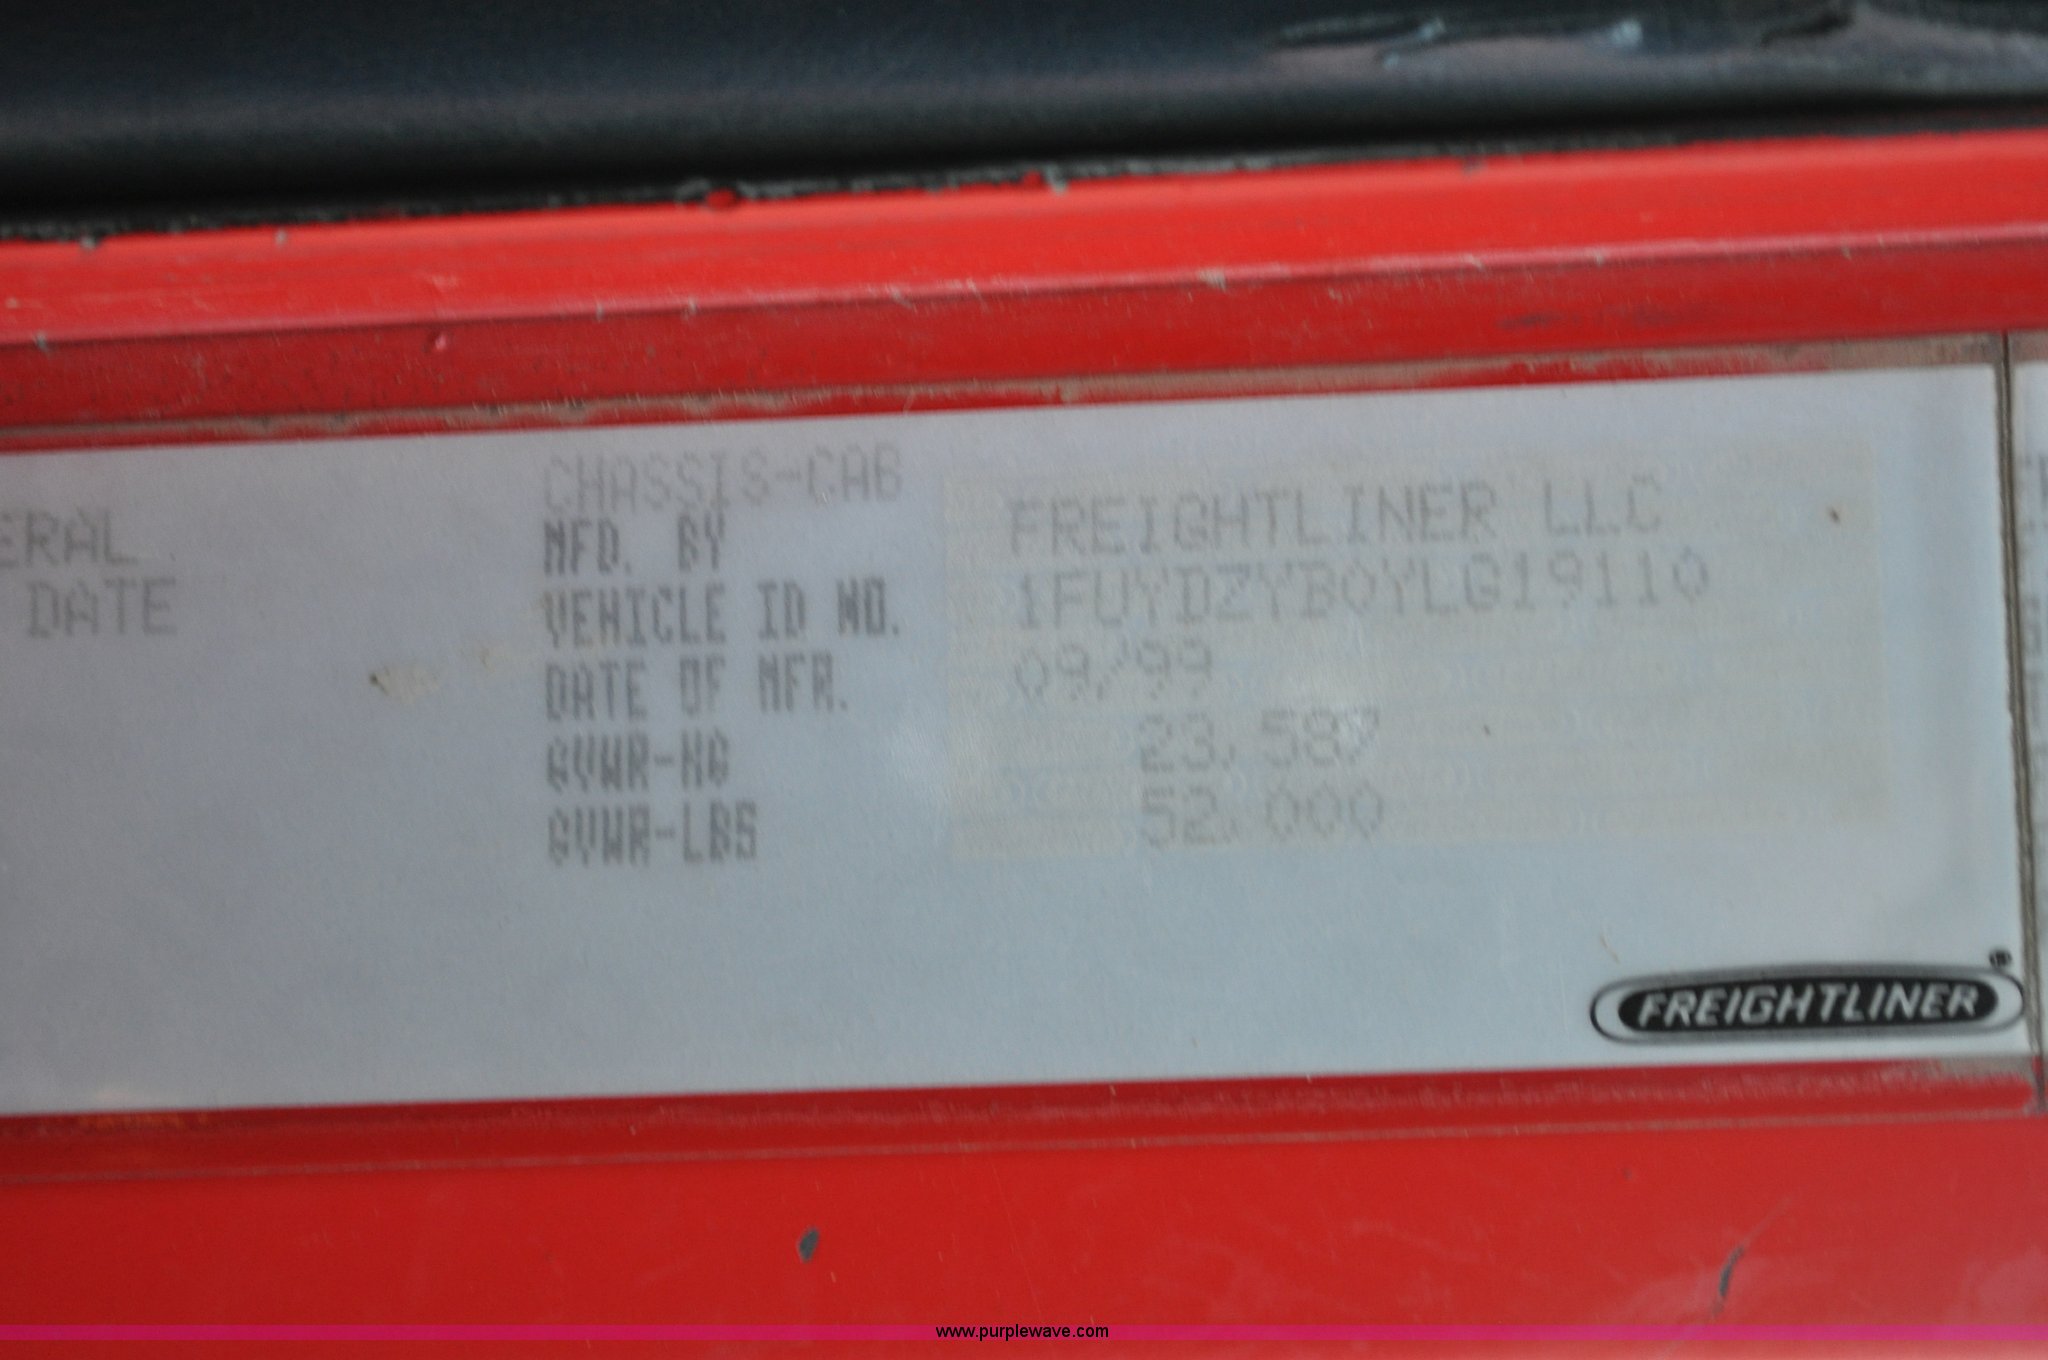 ERAL
DATE
CHASSIS-CAB
MFD. BY FREIGHTLINER LLC
VEHICLE ID NO. 1FUYDZYB0YLG19110
DATE OF MFR. 09/99
GVWR-KG 23,587
GVWR-LBS 52,000
FREIGHTLINER
www.purplewave.com